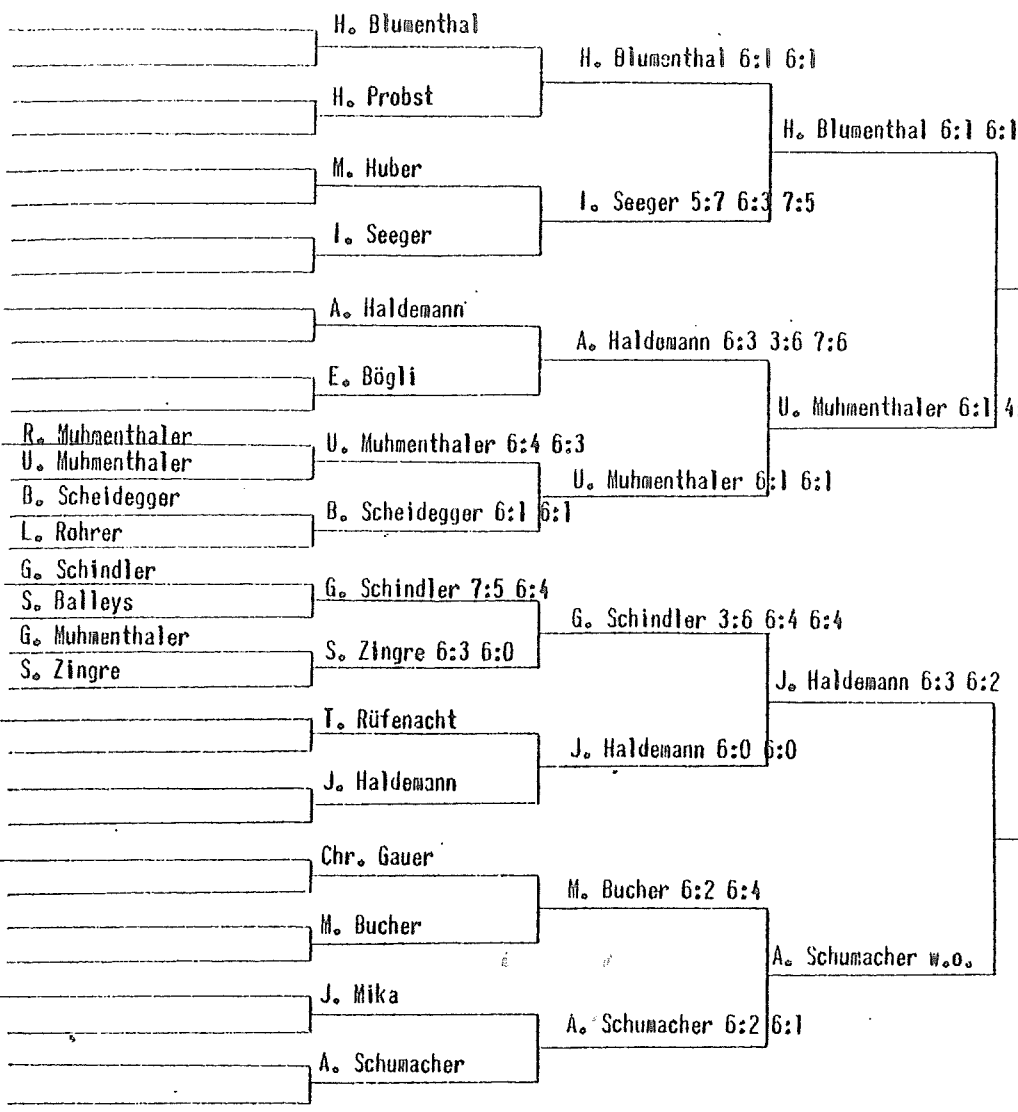 H. Blumenthal
H. Blumenthal 6:1 6:1
H. Probst
H. Blumenthal 6:1 6:1
M. Huber
I. Seeger 5:7 6:3 7:5
I. Seeger
A. Haldemann
A. Haldemann 6:3 3:6 7:6
E. Bögli
U. Muhmenthaler 6:1 4
R. Muhmenthaler
U. Muhmenthaler 6:4 6:3
U. Muhmenthaler
U. Muhmenthaler 6:1 6:1
B. Scheidegger
B. Scheidegger 6:1 6:1
L. Rohrer
G. Schindler
G. Schindler 7:5 6:4
S. Balleys
G. Schindler 3:6 6:4 6:4
G. Muhmenthaler
S. Zingre 6:3 6:0
S. Zingre
J. Haldemann 6:3 6:2
T. Rüfenacht
J. Haldemann 6:0 6:0
J. Haldemann
Chr. Gauer
M. Bucher 6:2 6:4
M. Bucher
A. Schumacher w.o.
J. Mika
A. Schumacher 6:2 6:1
A. Schumacher